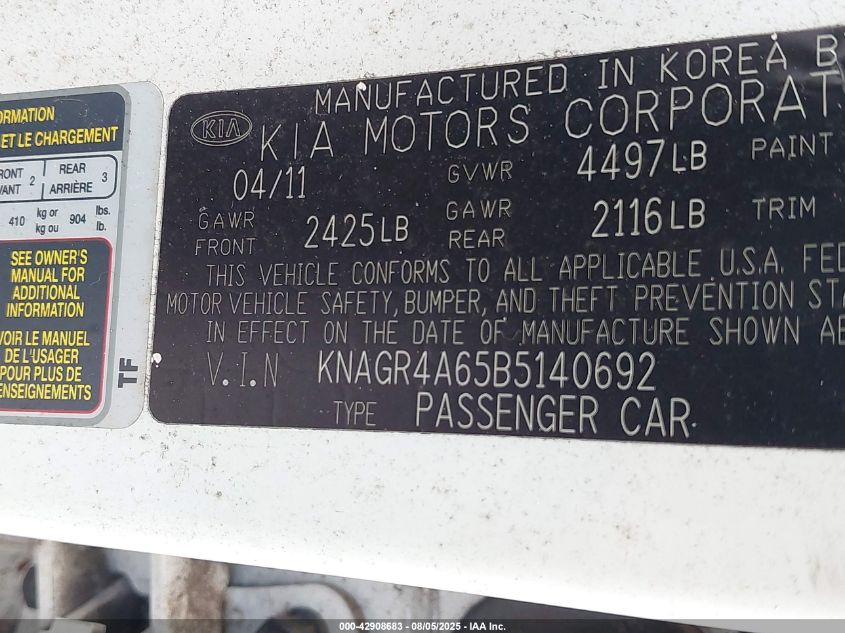 ORMATION
ET LE CHARGEMENT
RONT 2 REAR 3
VANT ARRIÈRE
410 kg or 904 lbs.
kg ou lb.
SEE OWNER'S
MANUAL FOR
ADDITIONAL
INFORMATION
VOIR LE MANUEL
DE L'USAGER
POUR PLUS DE
RENSEIGNEMENTS
TF
MANUFACTURED IN KOREA B
KIA KIA MOTORS CORPORAT
04/11 GVWR 4497LB PAINT
GAWR FRONT 2425LB GAWR REAR 2116LB TRIM
THIS VEHICLE CONFORMS TO ALL APPLICABLE U.S.A. FED
MOTOR VEHICLE SAFETY, BUMPER, AND THEFT PREVENTION STA
IN EFFECT ON THE DATE OF MANUFACTURE SHOWN AB
V.I.N KNAGR4A65B5140692
TYPE PASSENGER CAR
000-42908683 - 08/05/2025 - IAA, Inc.